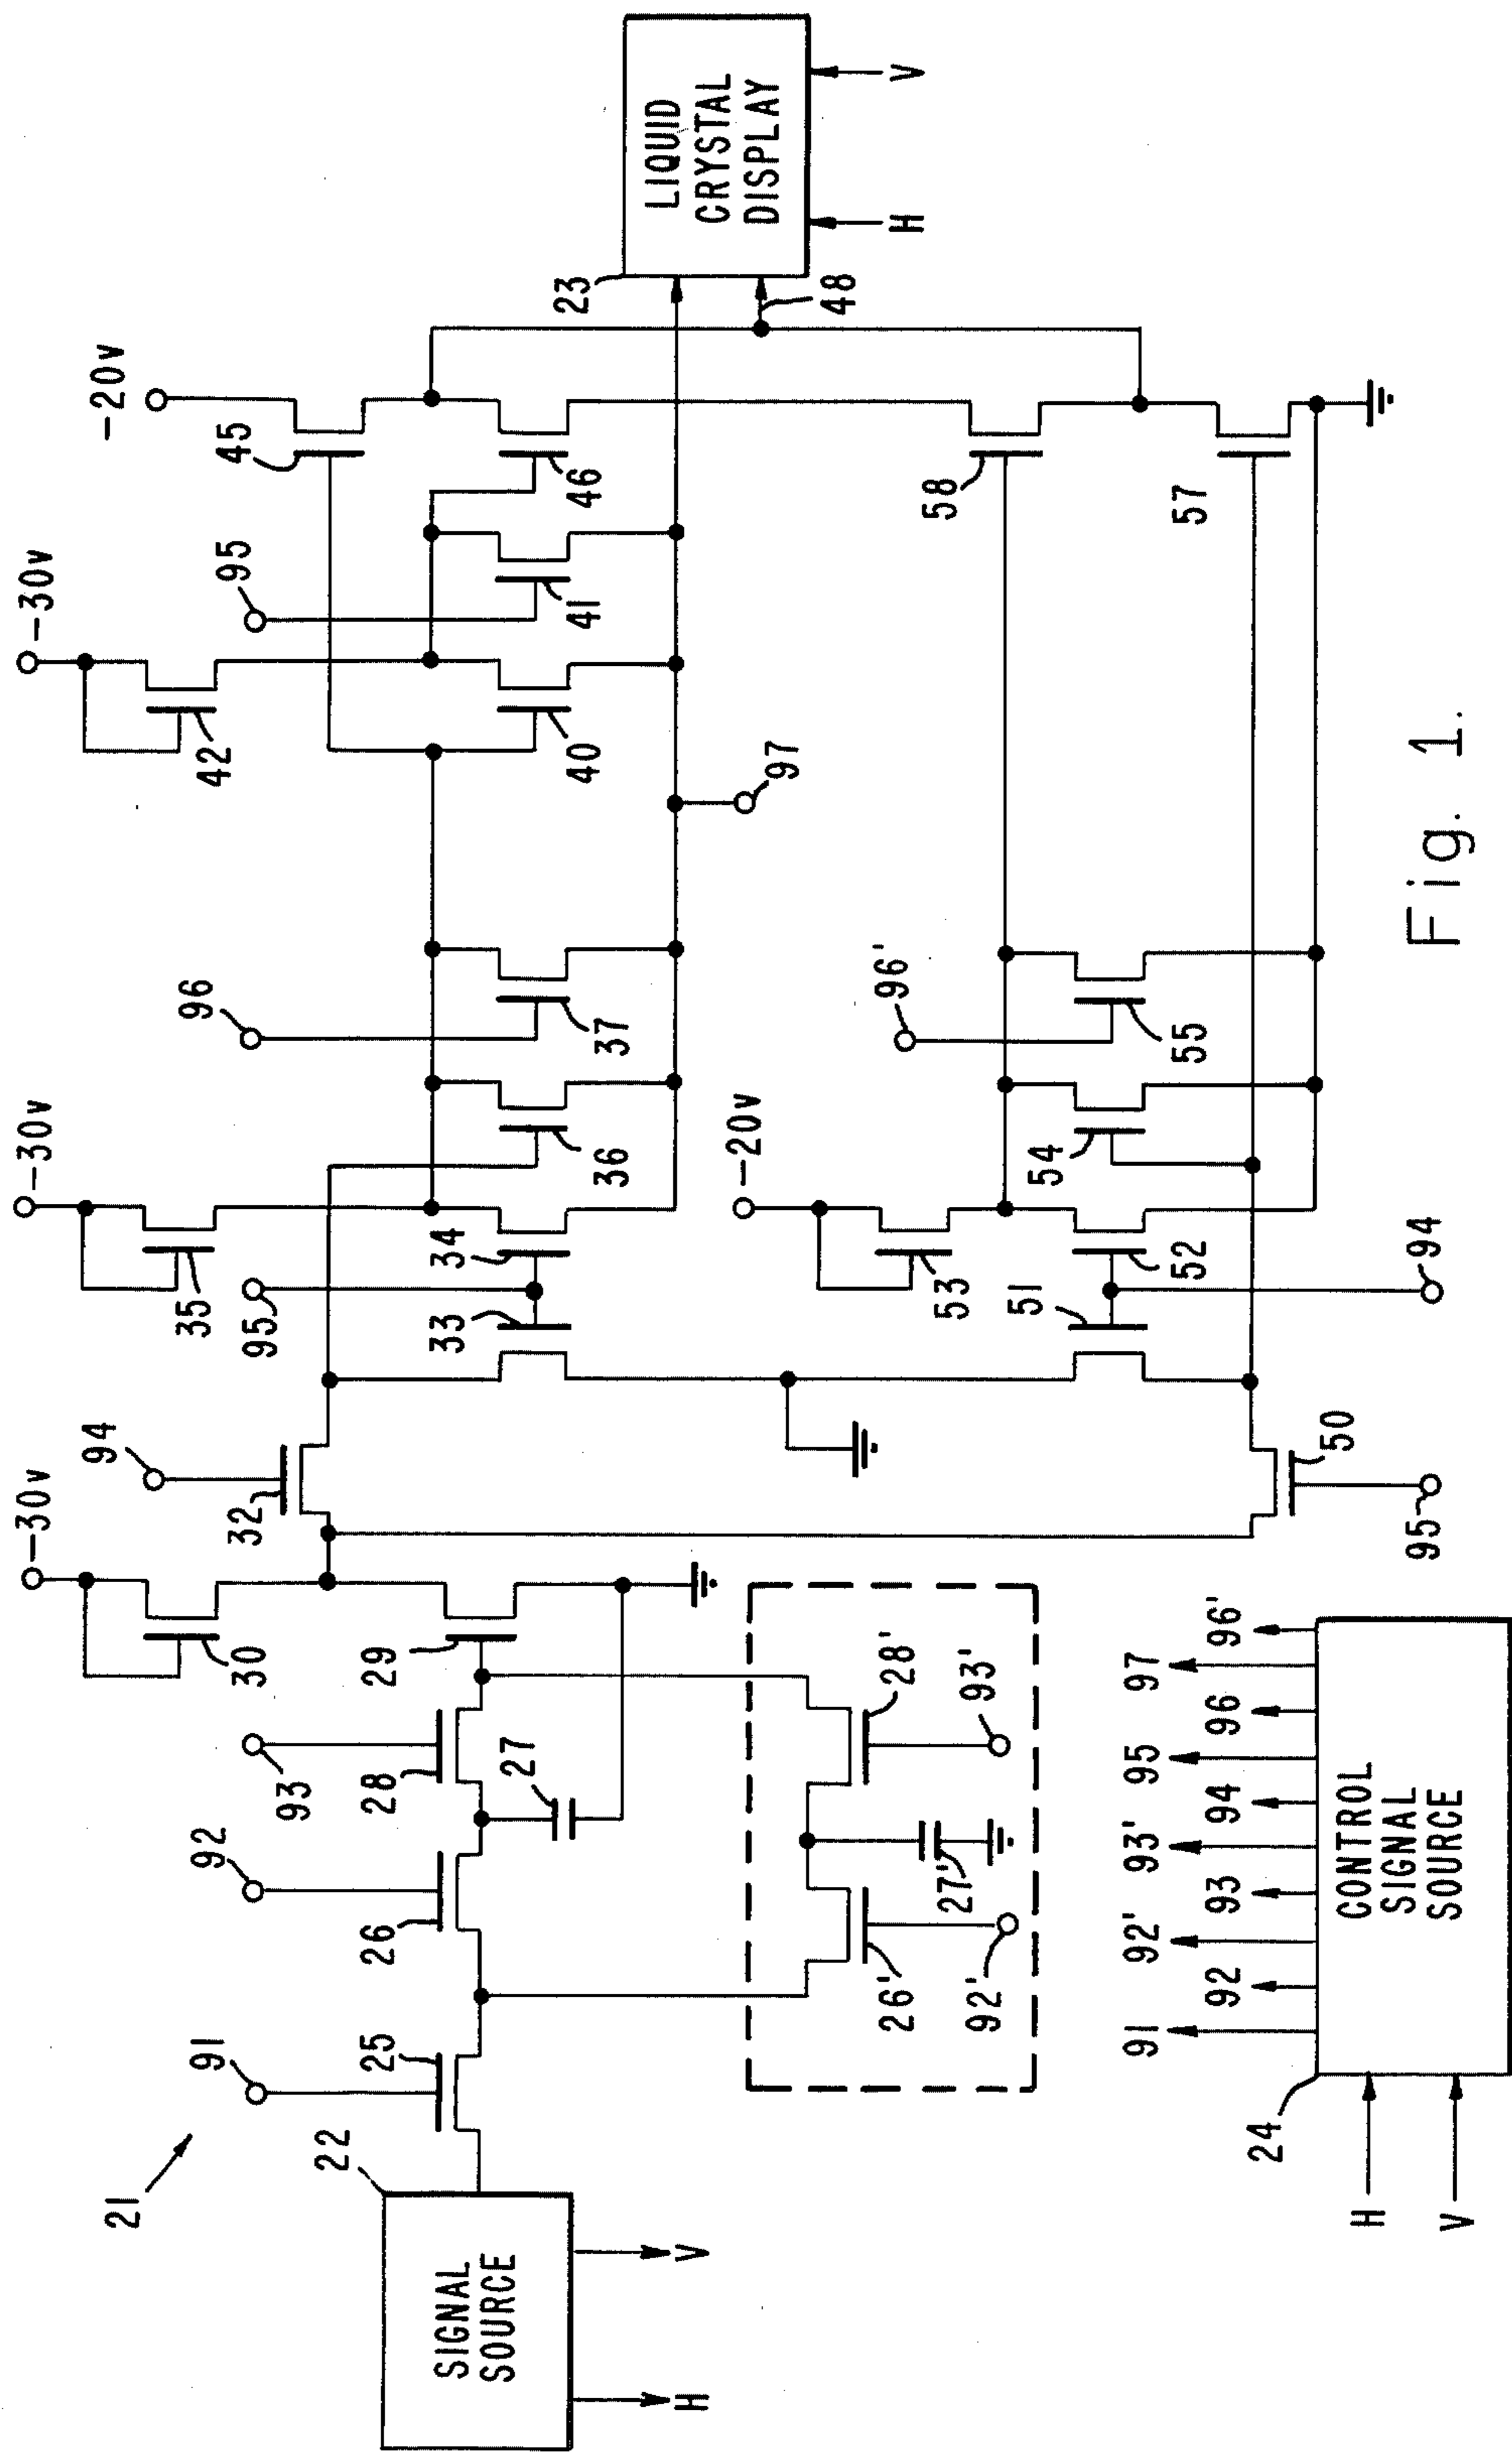 21
SIGNAL
SOURCE
22
H
V
91
25
92
26
93
28
27
29
30
-30v
26'
27'
28'
92'
93'
94
32
-30v
35
95
33
34
36
96
37
-30v
42
40
95
41
46
45
-20v
97
23
LIQUID
CRYSTAL
DISPLAY
48
H
V
50
95
51
52
94
53
-20v
54
55
96'
58
57
CONTROL
SIGNAL
SOURCE
24
H
V
91
92
92'
93
93'
94
95
96
97
96'
Fig. 1.